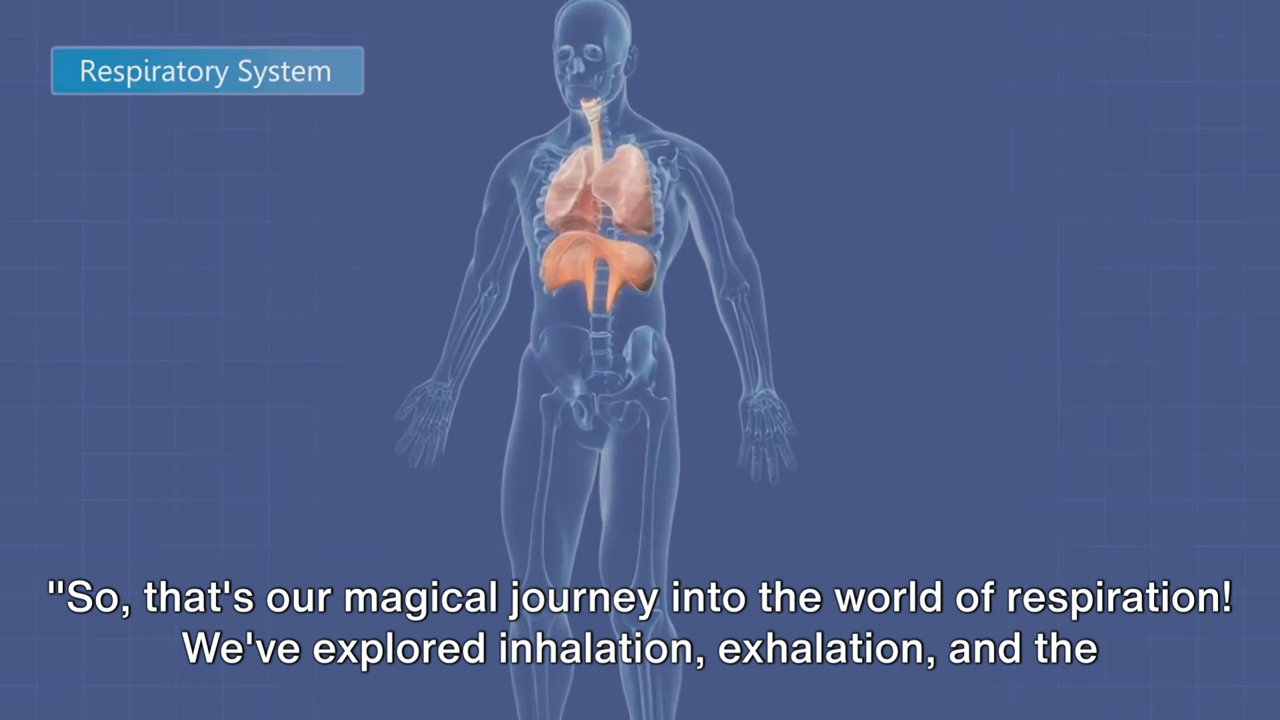 Respiratory System
"So, that's our magical journey into the world of respiration!
We've explored inhalation, exhalation, and the